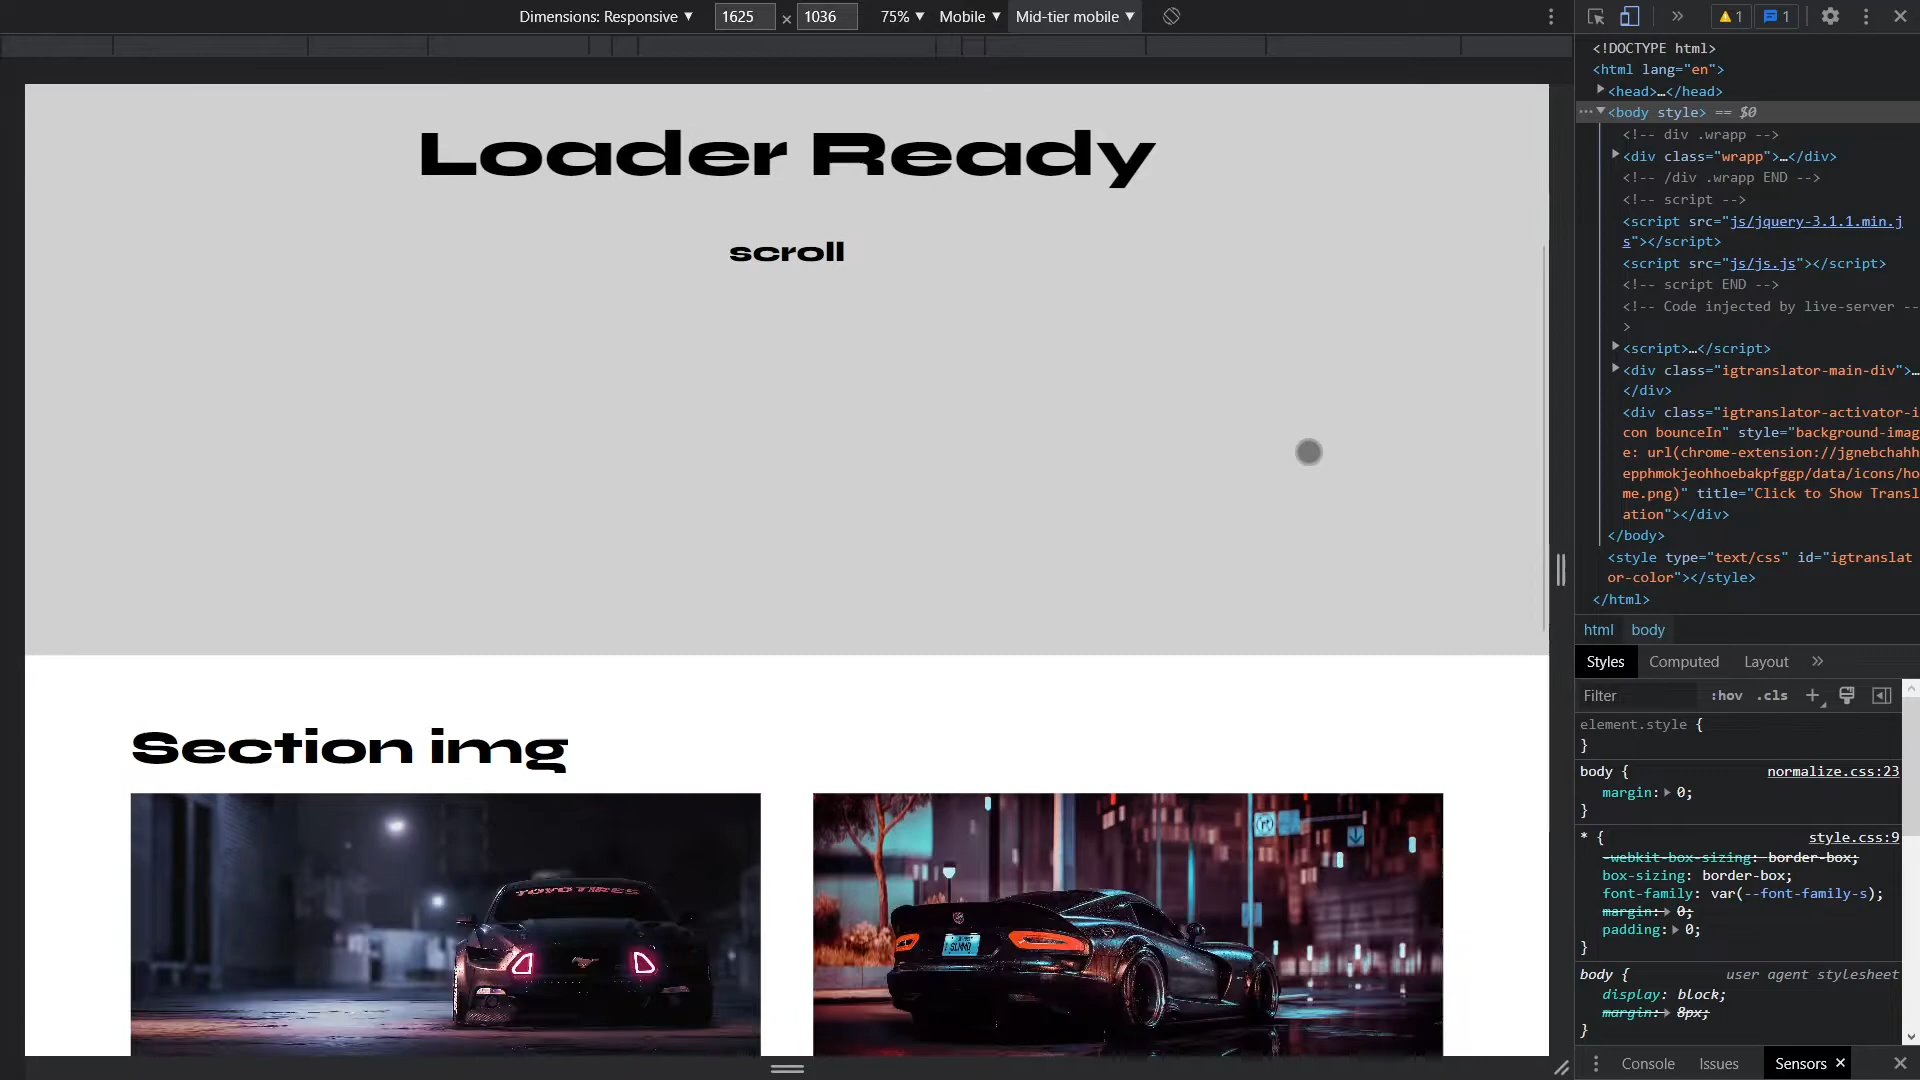 Dimensions: Responsive ▼ 1625 × 1036 75% ▼ Mobile ▼ Mid-tier mobile ▼
Loader Ready
scroll
Section img
TOYO TIRES
1 1
<!DOCTYPE html>
<html lang="en">
<head>…</head>
<body style> == $0
<!-- div .wrapp -->
<div class="wrapp">…</div>
<!-- /div .wrapp END -->
<!-- script -->
<script src="js/jquery-3.1.1.min.j
s"></script>
<script src="js/js.js"></script>
<!-- script END -->
<!-- Code injected by live-server --
>
<script>…</script>
<div class="igtranslator-main-div">…
</div>
<div class="igtranslator-activator-i
con bounceIn" style="background-imag
e: url(chrome-extension://jgnebchahh
epphmokjeohhoebakpfggp/data/icons/ho
me.png)" title="Click to Show Transl
ation"></div>
</body>
<style type="text/css" id="igtranslat
or-color"></style>
</html>
html body
Styles Computed Layout »
Filter :hov .cls +
element.style {
}
body { normalize.css:23
margin: 0;
}
* { style.css:9
-webkit-box-sizing: border-box;
box-sizing: border-box;
font-family: var(--font-family-s);
margin: 0;
padding: 0;
}
body { user agent stylesheet
display: block;
margin: 8px;
}
Console Issues Sensors ×